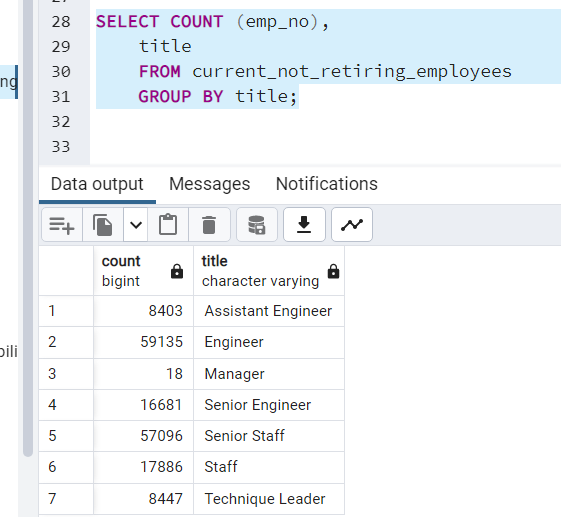 28 SELECT COUNT (emp_no),
29 title
30 FROM current_not_retiring_employees
31 GROUP BY title;
32
33
ng
Data output Messages Notifications
count title
bigint character varying
1 8403 Assistant Engineer
2 59135 Engineer
3 18 Manager
oili
4 16681 Senior Engineer
5 57096 Senior Staff
6 17886 Staff
7 8447 Technique Leader